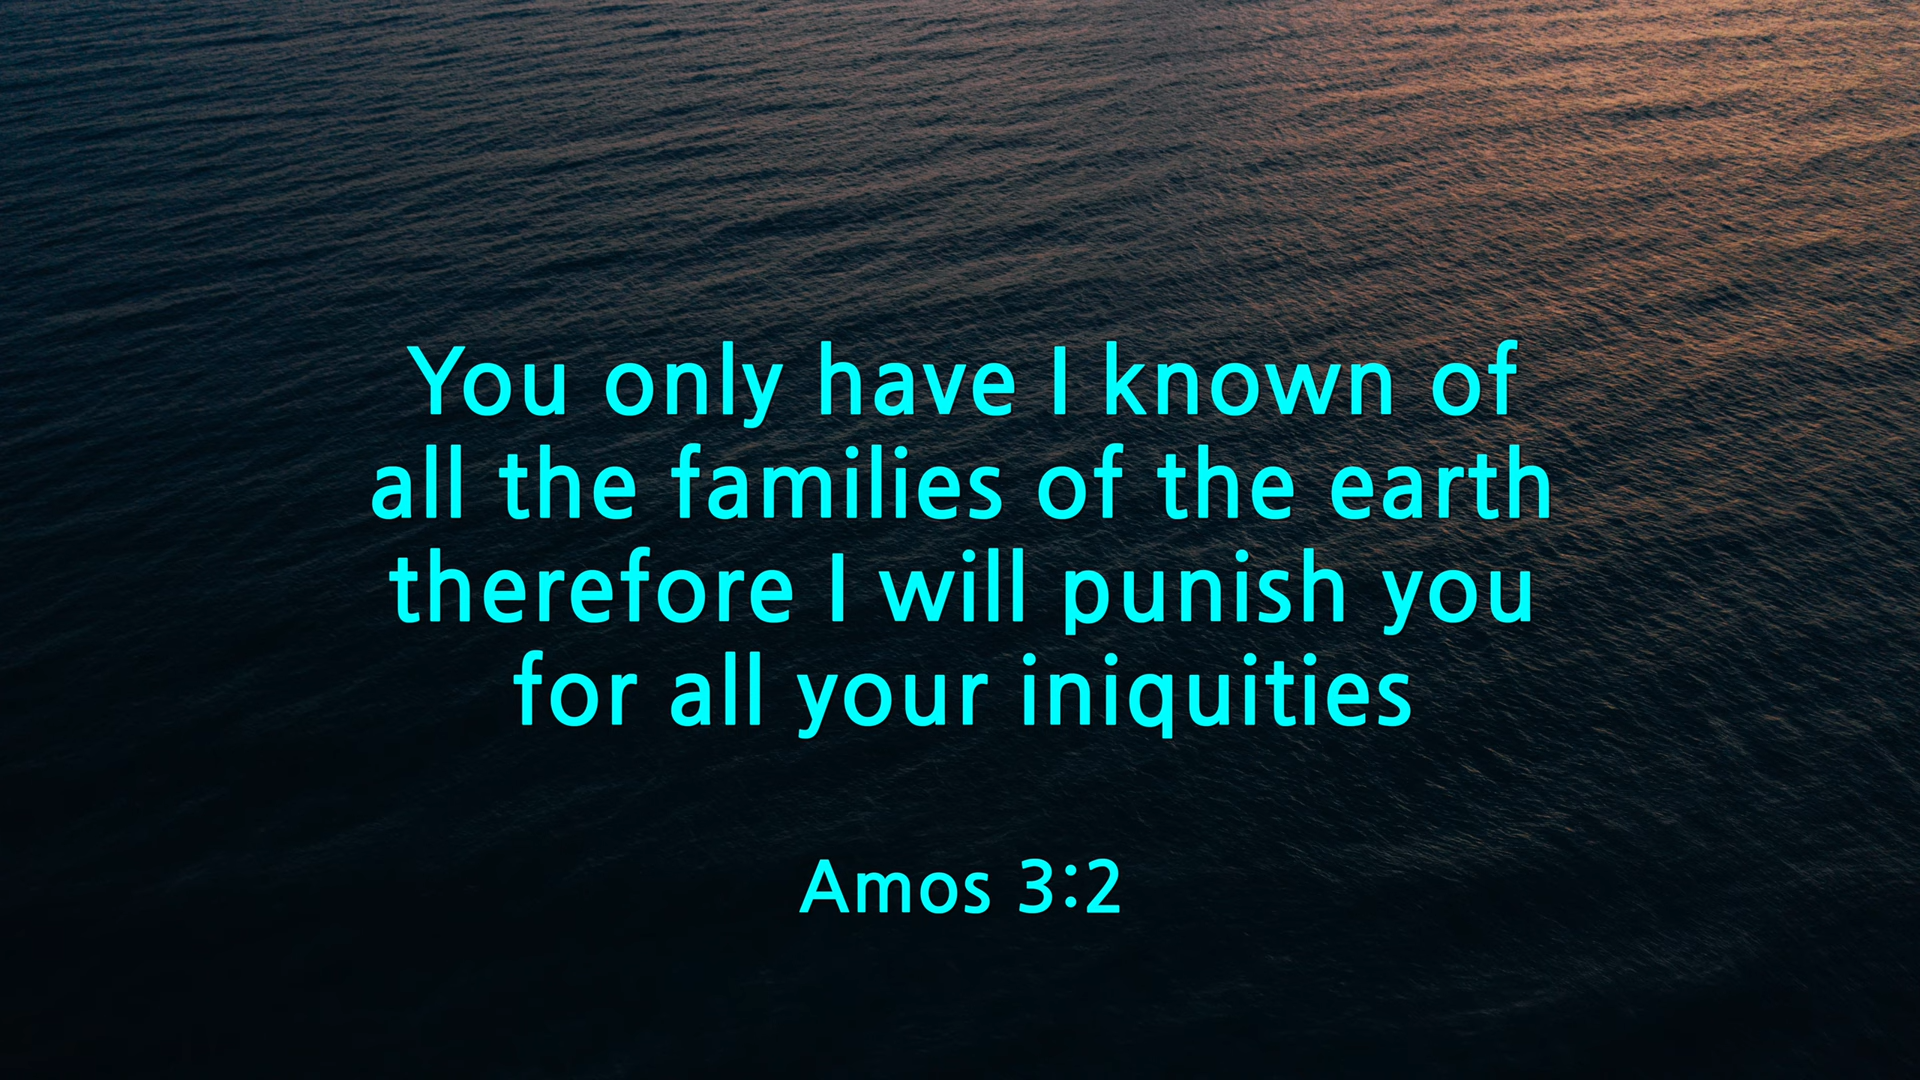 You only have I known of
all the families of the earth
therefore I will punish you
for all your iniquities
Amos 3:2